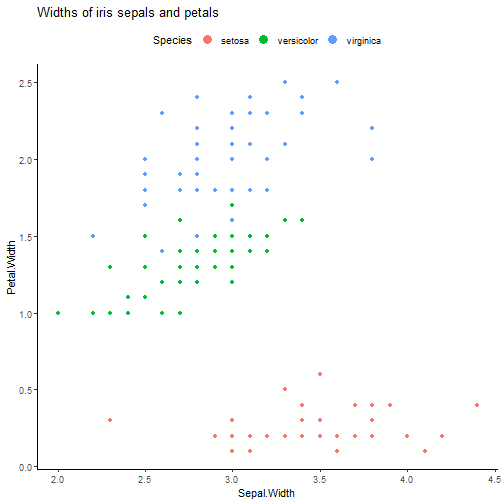 Widths of iris sepals and petals
Species setosa versicolor virginica
2.5
2.0
1.5
1.0
0.5
0.0
Petal.Width
2.0 2.5 3.0 3.5 4.0 4.5
Sepal.Width